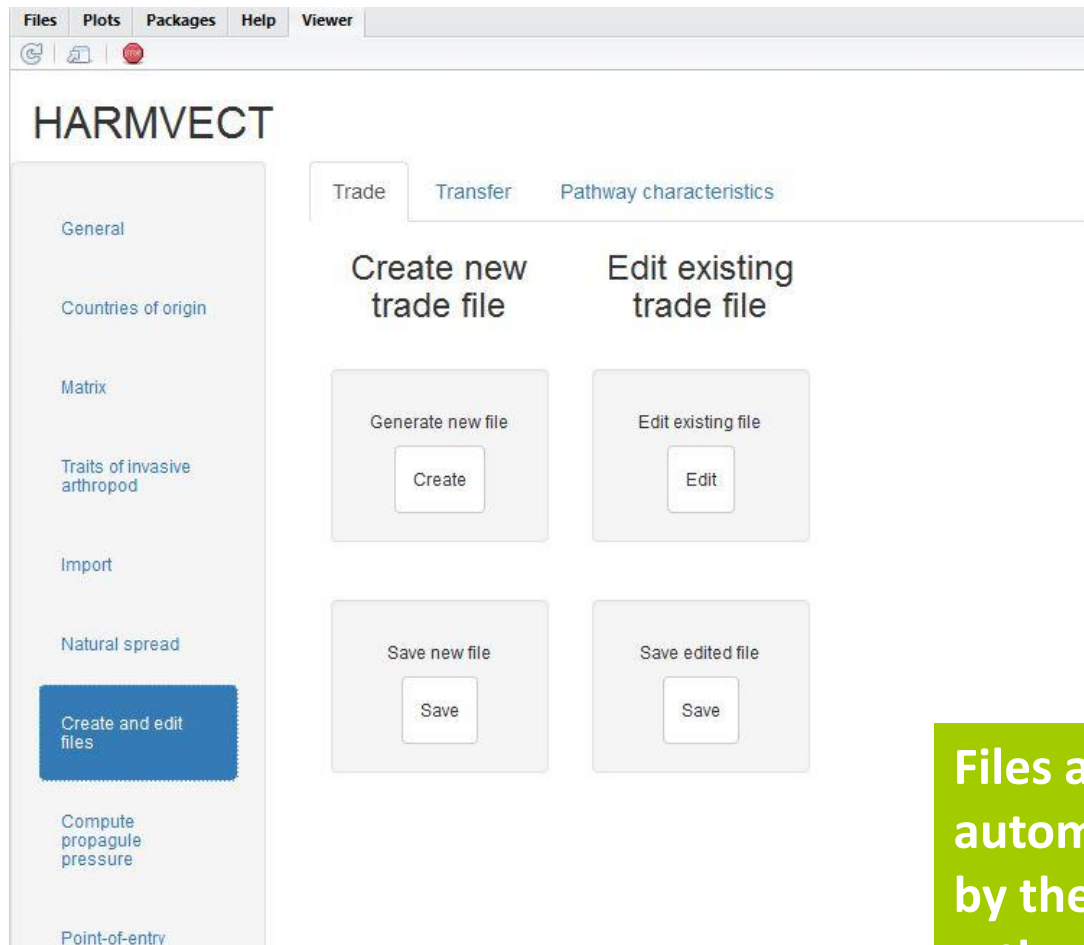 Files Plots Packages Help Viewer
STOP
HARMVECT
General
Countries of origin
Matrix
Traits of invasive
arthropod
Import
Natural spread
Create and edit
files
Compute
propagule
pressure
Point-of-entry
Trade Transfer Pathway characteristics
Create new
trade file
Generate new file
Create
Save new file
Save
Edit existing
trade file
Edit existing file
Edit
Save edited file
Save
Files
by the